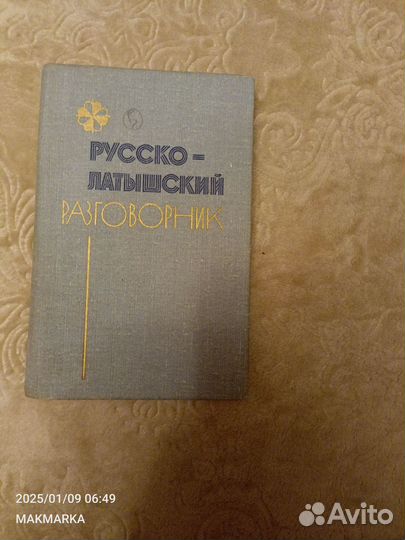 РУССКО-
ЛАТЫШСКИЙ
РАЗГОВОРНИК
2025/01/09 06:49
MAKMARKA
Avito